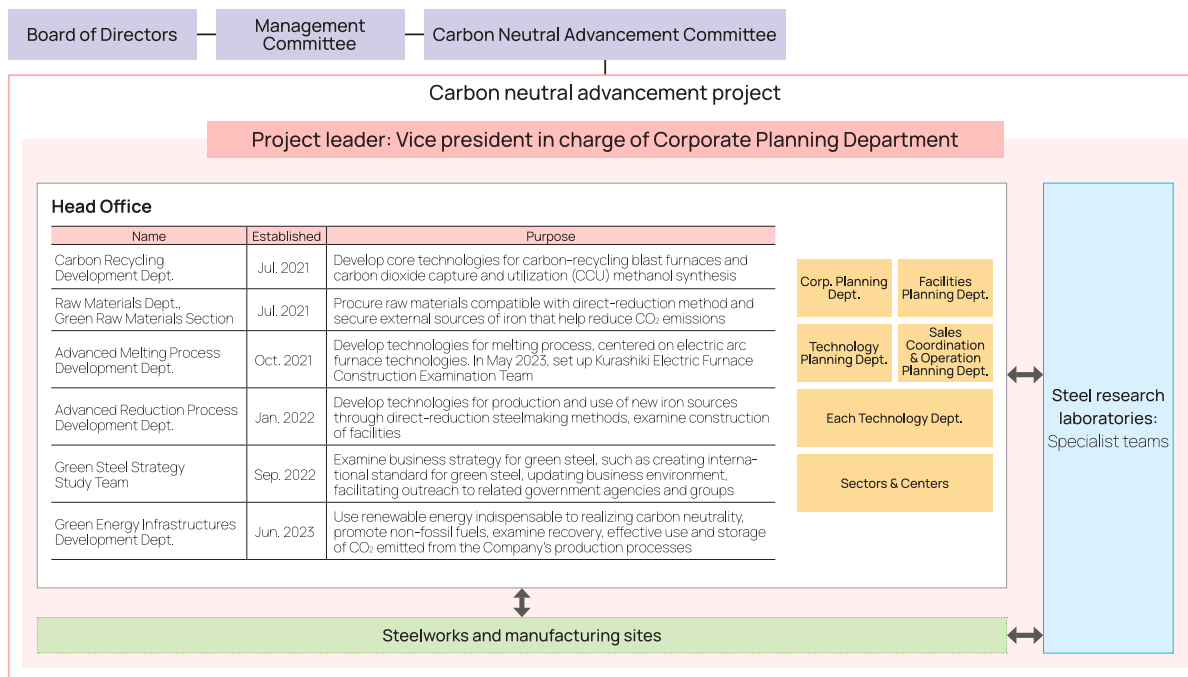 Board of Directors
Management
Committee
Carbon Neutral Advancement Committee
Carbon neutral advancement project
Project leader: Vice president in charge of Corporate Planning Department
Head Office
Name Established Purpose
Carbon Recycling
Development Dept.
Jul. 2021
Develop core technologies for carbon-recycling blast furnaces and
carbon dioxide capture and utilization (CCU) methanol synthesis
Raw Materials Dept.,
Green Raw Materials Section
Jul. 2021
Procure raw materials compatible with direct-reduction method and
secure external sources of iron that help reduce CO₂ emissions
Advanced Melting Process
Development Dept.
Oct. 2021
Develop technologies for melting process, centered on electric arc
furnace technologies. In May 2023, set up Kurashiki Electric Furnace
Construction Examination Team
Advanced Reduction Process
Development Dept.
Jan. 2022
Develop technologies for production and use of new iron sources
through direct-reduction steelmaking methods, examine construction
of facilities
Green Steel Strategy
Study Team
Sep. 2022
Examine business strategy for green steel, such as creating interna-
tional standard for green steel, updating business environment,
facilitating outreach to related government agencies and groups
Green Energy Infrastructures
Development Dept.
Jun. 2023
Use renewable energy indispensable to realizing carbon neutrality,
promote non-fossil fuels, examine recovery, effective use and storage
of CO₂ emitted from the Company's production processes
Corp. Planning
Dept.
Facilities
Planning Dept.
Technology
Planning Dept.
Sales
Coordination
& Operation
Planning Dept.
Each Technology Dept.
Sectors & Centers
Steel research
laboratories:
Specialist teams
Steelworks and manufacturing sites